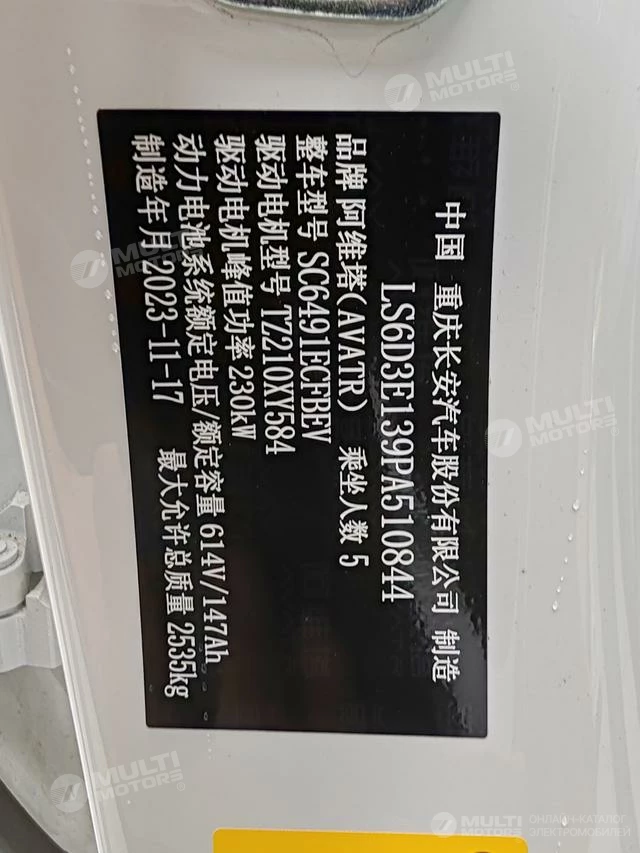 中国 重庆长安汽车股份有限公司 制造
LS6D3E139PA510844
品牌 阿维塔(AVATR) 乘坐人数 5
整车型号 SC6491ECFBEV
驱动电机型号 TZ210XY584
驱动电机峰值功率 230kW
动力电池系统额定电压/额定容量 614V/147Ah
制造年月 2023-11-17 最大允许总质量 2535kg
MULTI MOTORS®
MULTI MOTORS®
MULTI MOTORS®
MULTI MOTORS®
MULTI MOTORS
ОНЛАЙН-КАТАЛОГ
ЭЛЕКТРОМОБИЛЕЙ